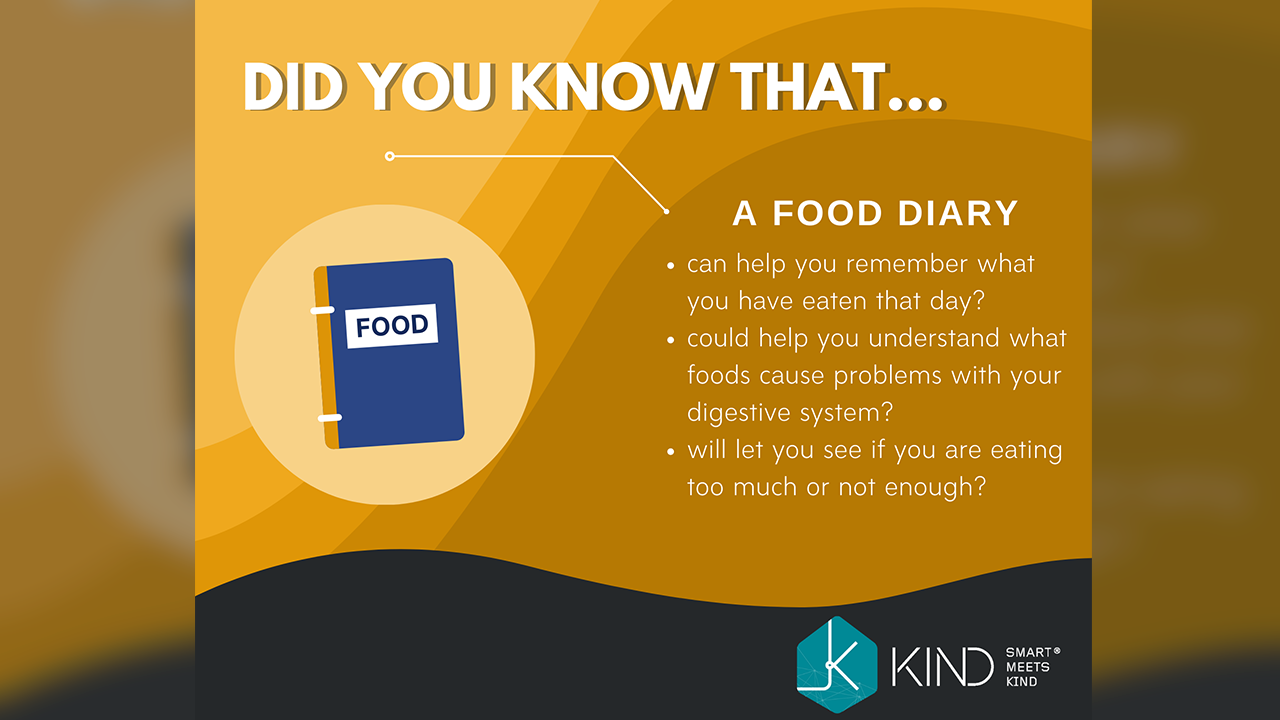 DID YOU KNOW THAT...
A FOOD DIARY
• can help you remember what
you have eaten that day?
• could help you understand what
foods cause problems with your
digestive system?
• will let you see if you are eating
too much or not enough?
FOOD
KIND
SMART®
MEETS
KIND